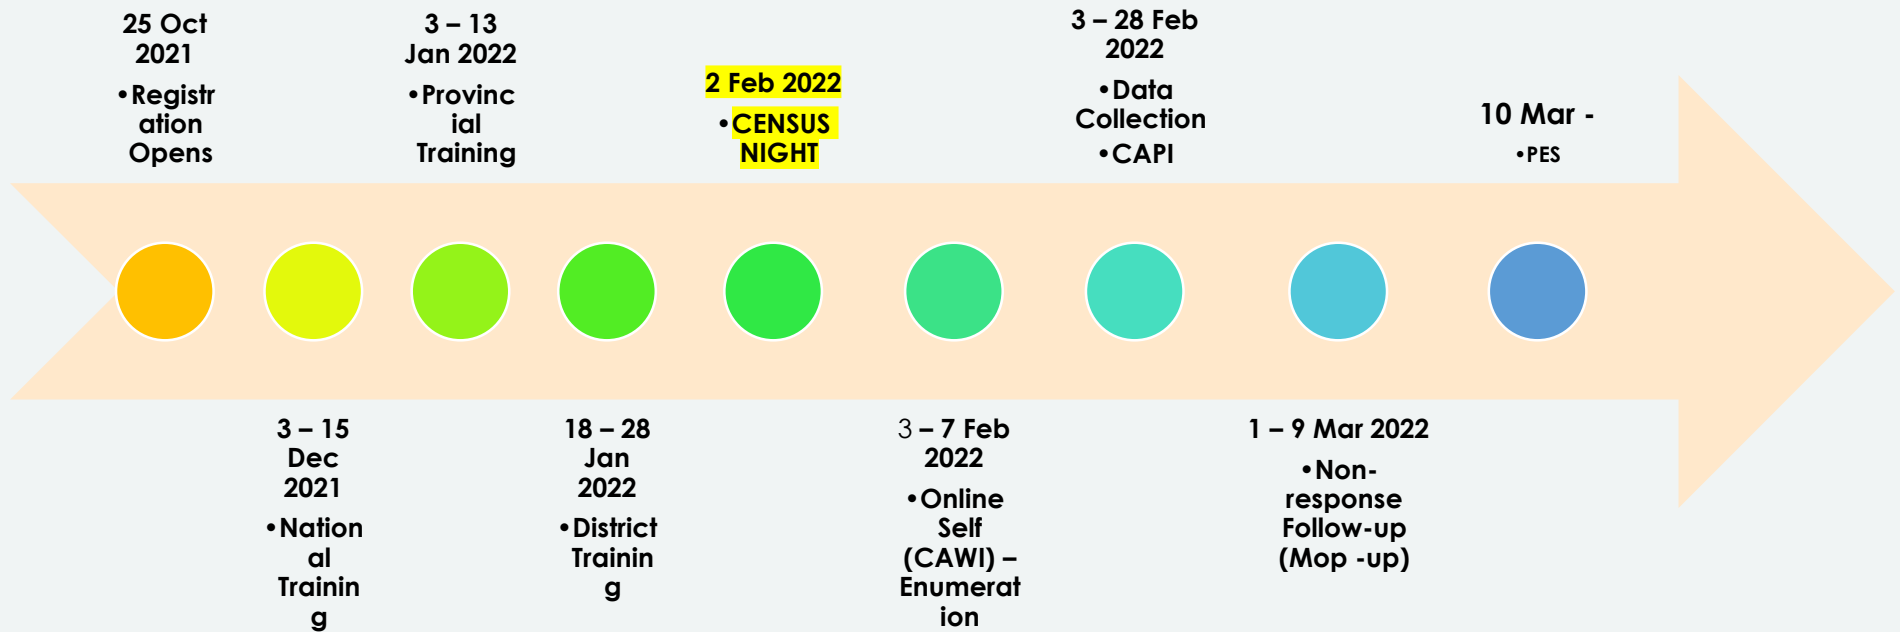 25 Oct
2021
•Registr
ation
Opens
3 – 15
Dec
2021
•Nation
al
Trainin
g
3 – 13
Jan 2022
•Provinc
ial
Training
18 – 28
Jan
2022
•District
Trainin
g
2 Feb 2022
•CENSUS
NIGHT
3 – 7 Feb
2022
•Online
Self
(CAWI) –
Enumerat
ion
3 – 28 Feb
2022
•Data
Collection
•CAPI
1 – 9 Mar 2022
•Non-
response
Follow-up
(Mop -up)
10 Mar -
•PES